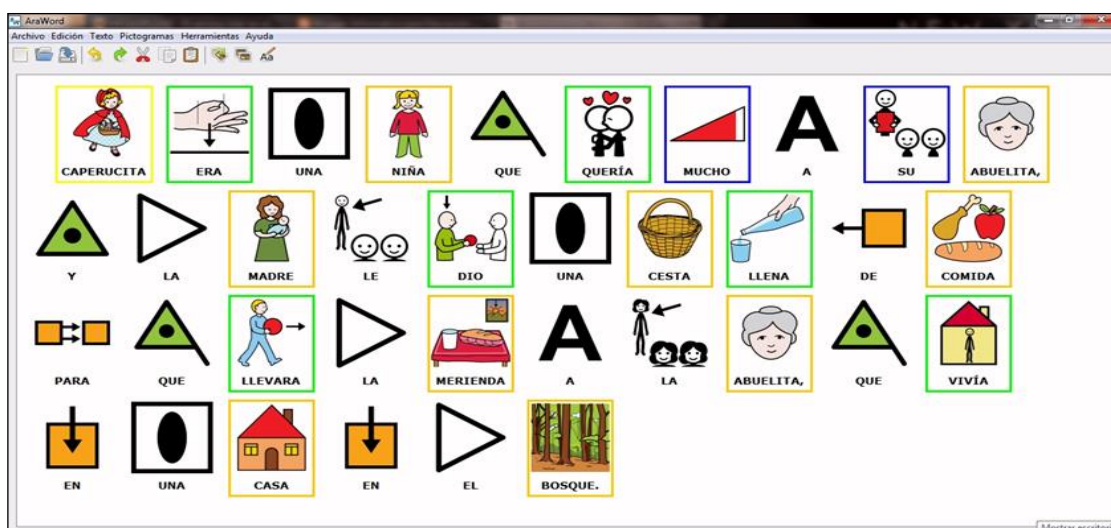 AraWord
Archivo Edición Texto Pictogramas Herramientas Ayuda
CAPERUCITA ERA UNA NIÑA QUE QUERÍA MUCHO A SU ABUELITA,
Y LA MADRE LE DIO UNA CESTA LLENA DE COMIDA
PARA QUE LLEVARA LA MERIENDA A LA ABUELITA, QUE VIVÍA
EN UNA CASA EN EL BOSQUE.